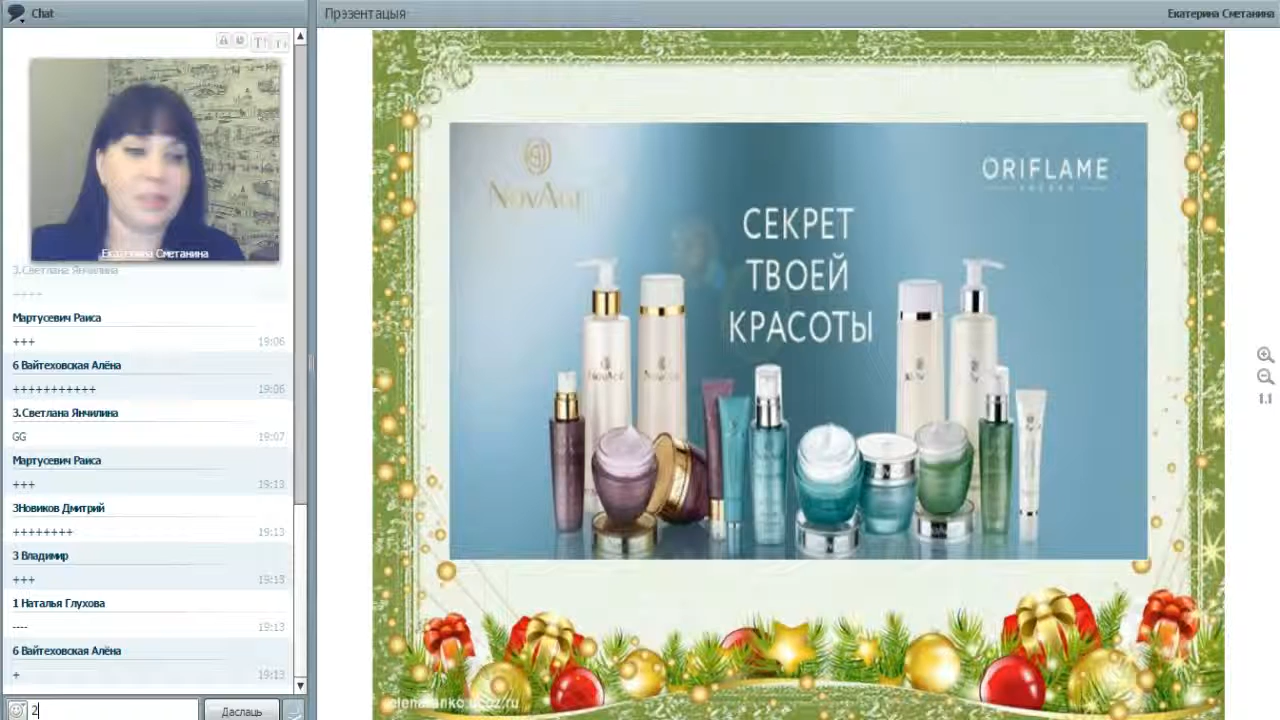 Chat
Екатерина Сметанина
3.Светлана Янчилина
----
Мартусевич Раиса
+++ 19:06
6 Вайтеховская Алёна
+++++++++++ 19:06
3.Светлана Янчилина
GG 19:07
Мартусевич Раиса
+++ 19:13
3Новиков Дмитрий
++++++++ 19:13
3 Владимир
+++ 19:13
1 Наталья Глухова
---- 19:13
6 Вайтеховская Алёна
+ 19:13
2
Даслаць
Прэзентацыя
Екатерина Сметанина
NOVAGE
ORIFLAME
СЕКРЕТ
ТВОЕЙ
КРАСОТЫ
1:1